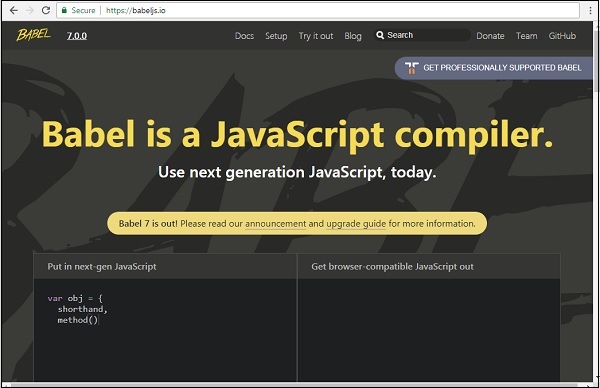 Secure https://babeljs.io
BABEL 7.0.0 Docs Setup Try it out Blog Search Donate Team GitHub
GET PROFESSIONALLY SUPPORTED BABEL
Babel is a JavaScript compiler.
Use next generation JavaScript, today.
Babel 7 is out! Please read our announcement and upgrade guide for more information.
Put in next-gen JavaScript
Get browser-compatible JavaScript out
var obj = {
shorthand,
method()